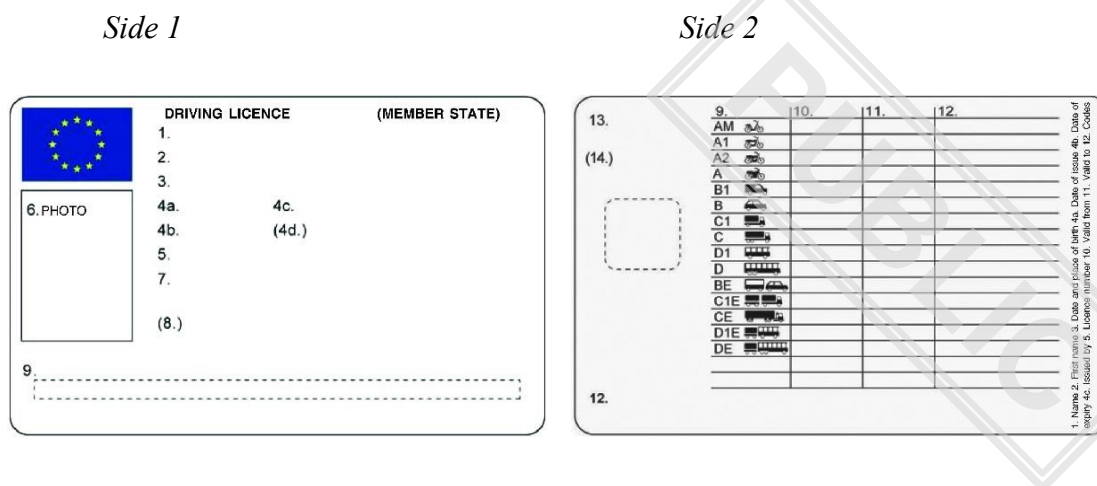 Side 1
Side 2
DRIVING LICENCE (MEMBER STATE)
1.
2.
3.
4a. 4c.
4b. (4d.)
5.
7.
(8.)
6. PHOTO
9.
13.
(14.)
12.
9. 10. 11. 12.
AM
A1
A2
A
B1
B
C1
C
D1
D
BE
C1E
CE
D1E
DE
1. Name 2. First name 3. Date and place of birth 4a. Date of issue 4b. Date of
expiry 4c. Issued by 5. Licence number 10. Valid from 11. Valid to 12. Codes
PUBLIC